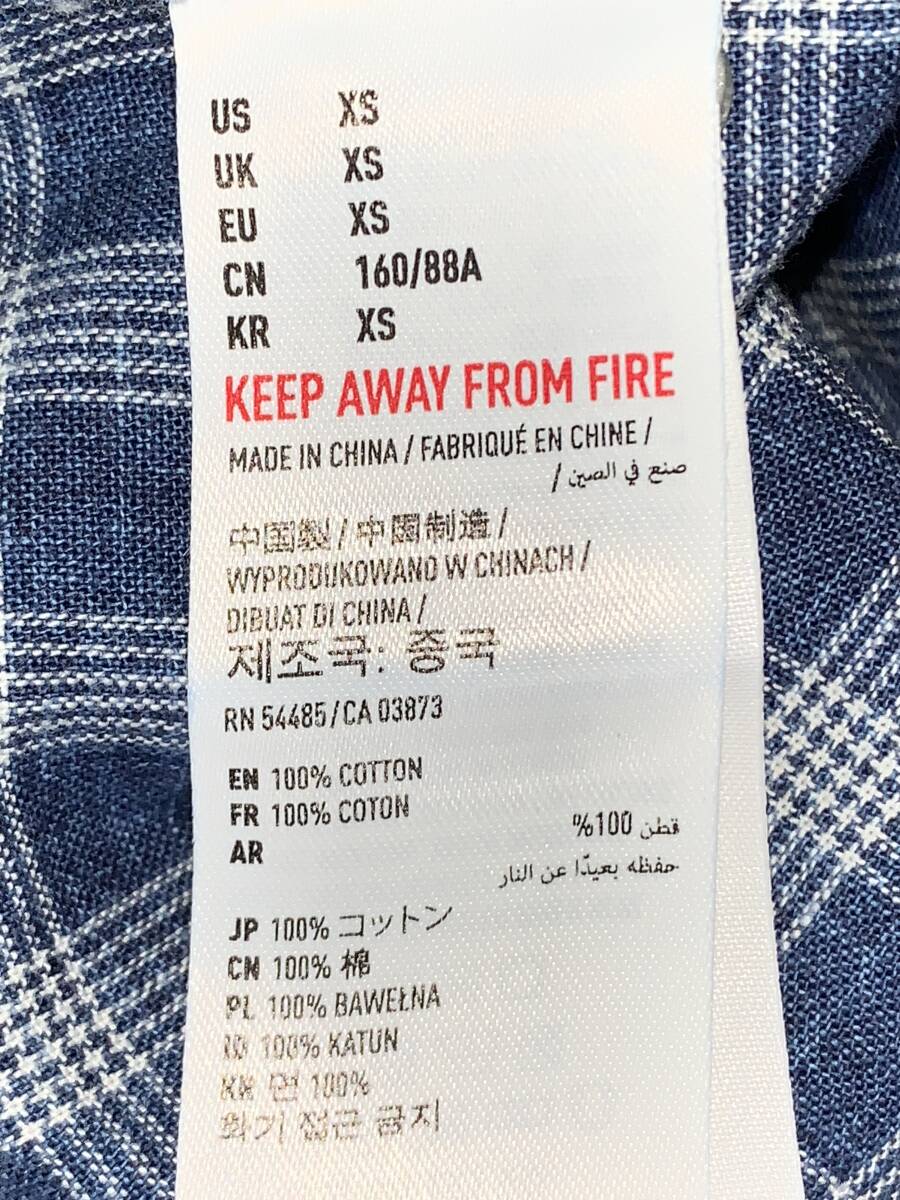 US XS
UK XS
EU XS
CN 160/88A
KR XS
KEEP AWAY FROM FIRE
MADE IN CHINA / FABRIQUÉ EN CHINE /
صنع في الصين /
中国製 / 中国制造 /
WYPRODUKOWANO W CHINACH /
DIBUAT DI CHINA /
제조국: 중국
RN 54485/CA 03873
EN 100% COTTON
FR 100% COTON
AR قطن 100%
حفظه بعيدًا عن النار
JP 100% コットン
CN 100% 棉
PL 100% BAWEŁNA
ID 100% KATUN
KR 면 100%
화기 접근 금지